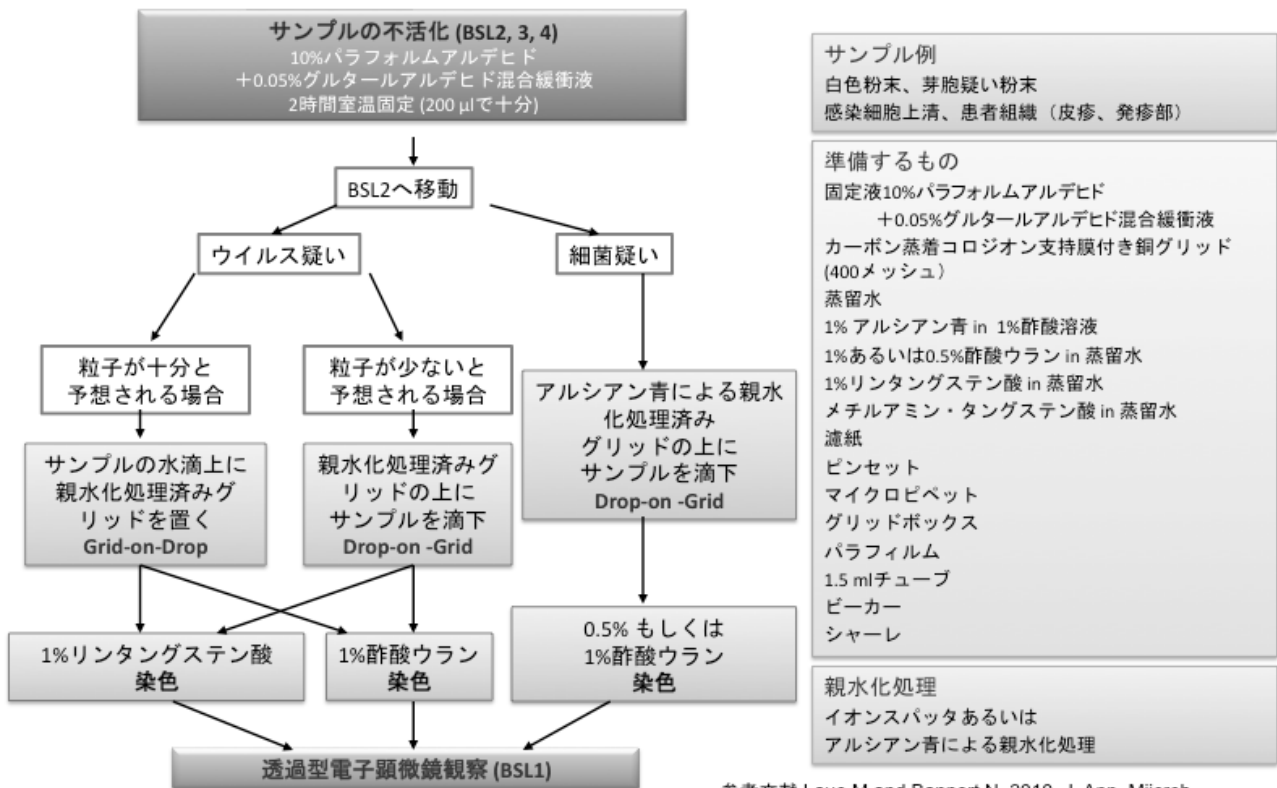 サンプルの不活化 (BSL2, 3, 4)
10%パラフォルムアルデヒド
＋0.05%グルタールアルデヒド混合緩衝液
2時間室温固定 (200 µlで十分)
BSL2へ移動
ウイルス疑い
細菌疑い
粒子が十分と
予想される場合
粒子が少ないと
予想される場合
サンプルの水滴上に
親水化処理済みグ
リッドを置く
Grid-on-Drop
親水化処理済みグ
リッドの上に
サンプルを滴下
Drop-on -Grid
アルシアン青による親水
化処理済み
グリッドの上に
サンプルを滴下
Drop-on -Grid
1%リンタングステン酸
染色
1%酢酸ウラン
染色
0.5% もしくは
1%酢酸ウラン
染色
透過型電子顕微鏡観察 (BSL1)
サンプル例
白色粉末、芽胞疑い粉末
感染細胞上清、患者組織（皮疹、発疹部）
準備するもの
固定液10%パラフォルムアルデヒド
＋0.05%グルタールアルデヒド混合緩衝液
カーボン蒸着コロジオン支持膜付き銅グリッド
(400メッシュ）
蒸留水
1% アルシアン青 in 1%酢酸溶液
1%あるいは0.5%酢酸ウラン in 蒸留水
1%リンタングステン酸 in 蒸留水
メチルアミン・タングステン酸 in 蒸留水
濾紙
ピンセット
マイクロピペット
グリッドボックス
パラフィルム
1.5 mlチューブ
ビーカー
シャーレ
親水化処理
イオンスパッタあるいは
アルシアン青による親水化処理